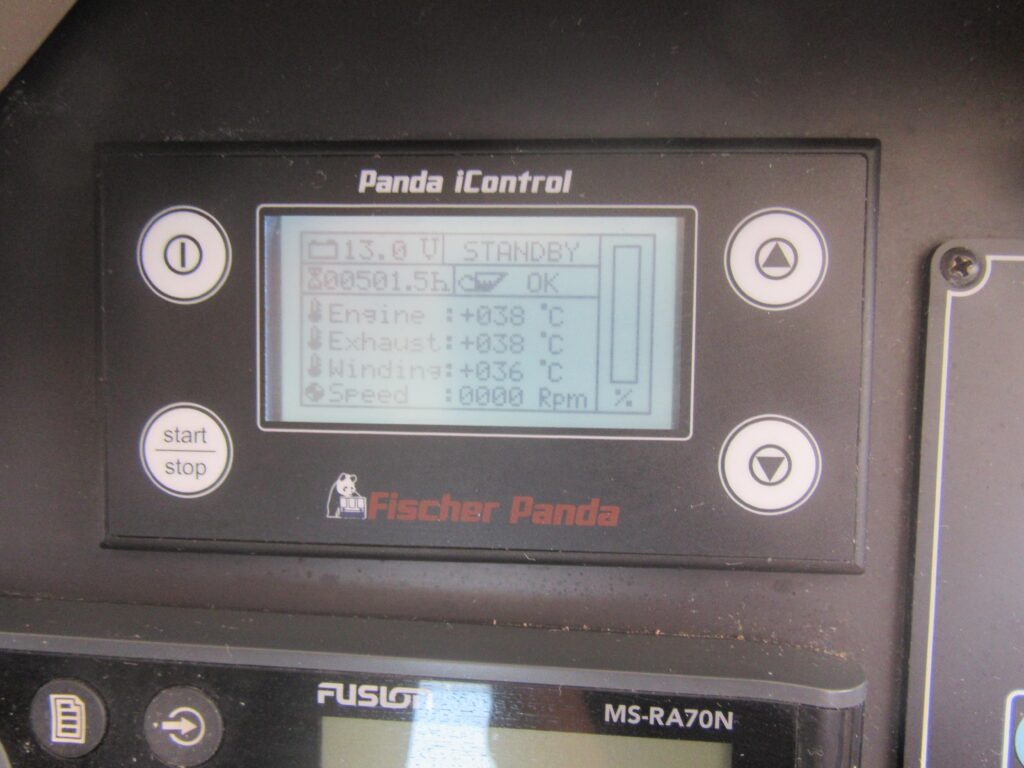 Panda iControl
13.0 V STANDBY
00501.5h OK
Engine :+038 °C
Exhaust:+038 °C
Winding:+036 °C
Speed :0000 Rpm %
start
stop
Fischer Panda
FUSION
MS-RA70N